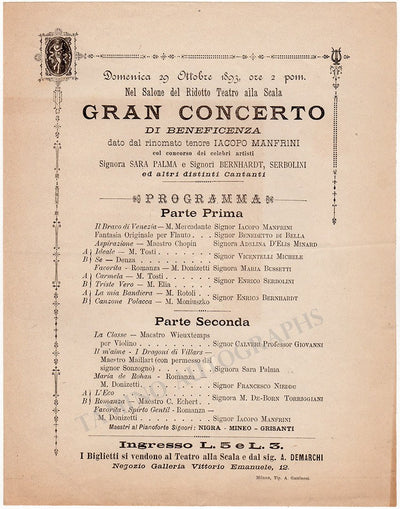 Domenica 29 Ottobre 1893, ore 2 pom.
Nel Salone del Ridotto Teatro alla Scala
GRAN CONCERTO
DI BENEFICENZA
dato dal rinomato tenore IACOPO MANFRINI
col concorso dei celebri artisti
Signora SARA PALMA e Signori BERNHARDT, SERBOLINI
ed altri distinti Cantanti
PROGRAMMA
Parte Prima
Il Bravo di Venezia — M. Mercadante Signor IACOPO MANFRINI
Fantasia Originale per Flauto . . . Signor BENEDETTO DI BELLA
Aspirazione — Maestro Chopin Signora ADELINA D'ELIS MINARD
A) Ideale — M. Tosti . . . . . Signor VICENTELLI MICHELE
B) Se — Denza . . . . . .
Favorita - Romanza — M. Donizetti Signora MARIA BUSSETTI
A) Carmela — M. Tosti . . . . Signor ENRICO SERBOLINI
B) Triste Vero — M. Elia . . .
A) La mia Bandiera — M. Rotoli . . Signor ENRICO BERNHARDT
B) Canzone Polacca — M. Moniuszko
Parte Seconda
La Classe — Maestro Wieuxtemps
per Violino . . . . . . . Signor CALVERI Professor GIOVANNI
Il m'aime - I Dragoni di Villars —
Maestro Maillart (con permesso del
signor Sonzogno) . . . . . Signora SARA PALMA
Maria de Rohan - Romanza —
M. Donizetti. . . . . . . Signor FRANCESCO NIEDDU
A) L'Eco . . . . . . . .
B) Romanza — Maestro C. Echert . . Signora M. DE-BORN TORREGIANI
Favorita - Spirto Gentil - Romanza —
M. Donizetti . . . . . . Signor IACOPO MANFRINI
Maestri al Pianoforte Signori: NIGRA - MINEO - GRISANTI
Ingresso L. 5 e L. 3.
I Biglietti si vendono al Teatro alla Scala e dal sig. A. DEMARCHI
Negozio Galleria Vittorio Emanuele, 12.
Milano, Tip. A.
TAMINO AUTOGRAPHS